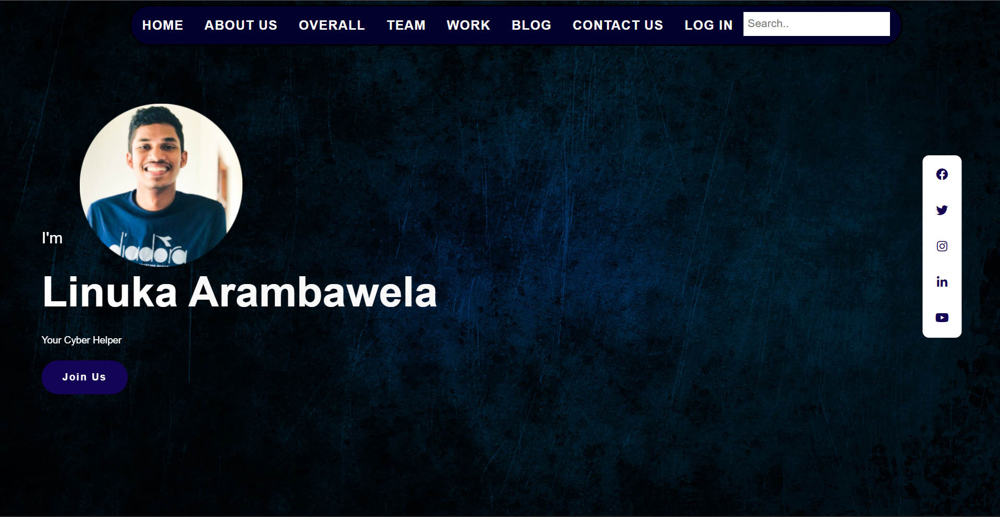 HOME ABOUT US OVERALL TEAM WORK BLOG CONTACT US LOG IN Search..
diadora
I'm
Linuka Arambawela
Your Cyber Helper
Join Us